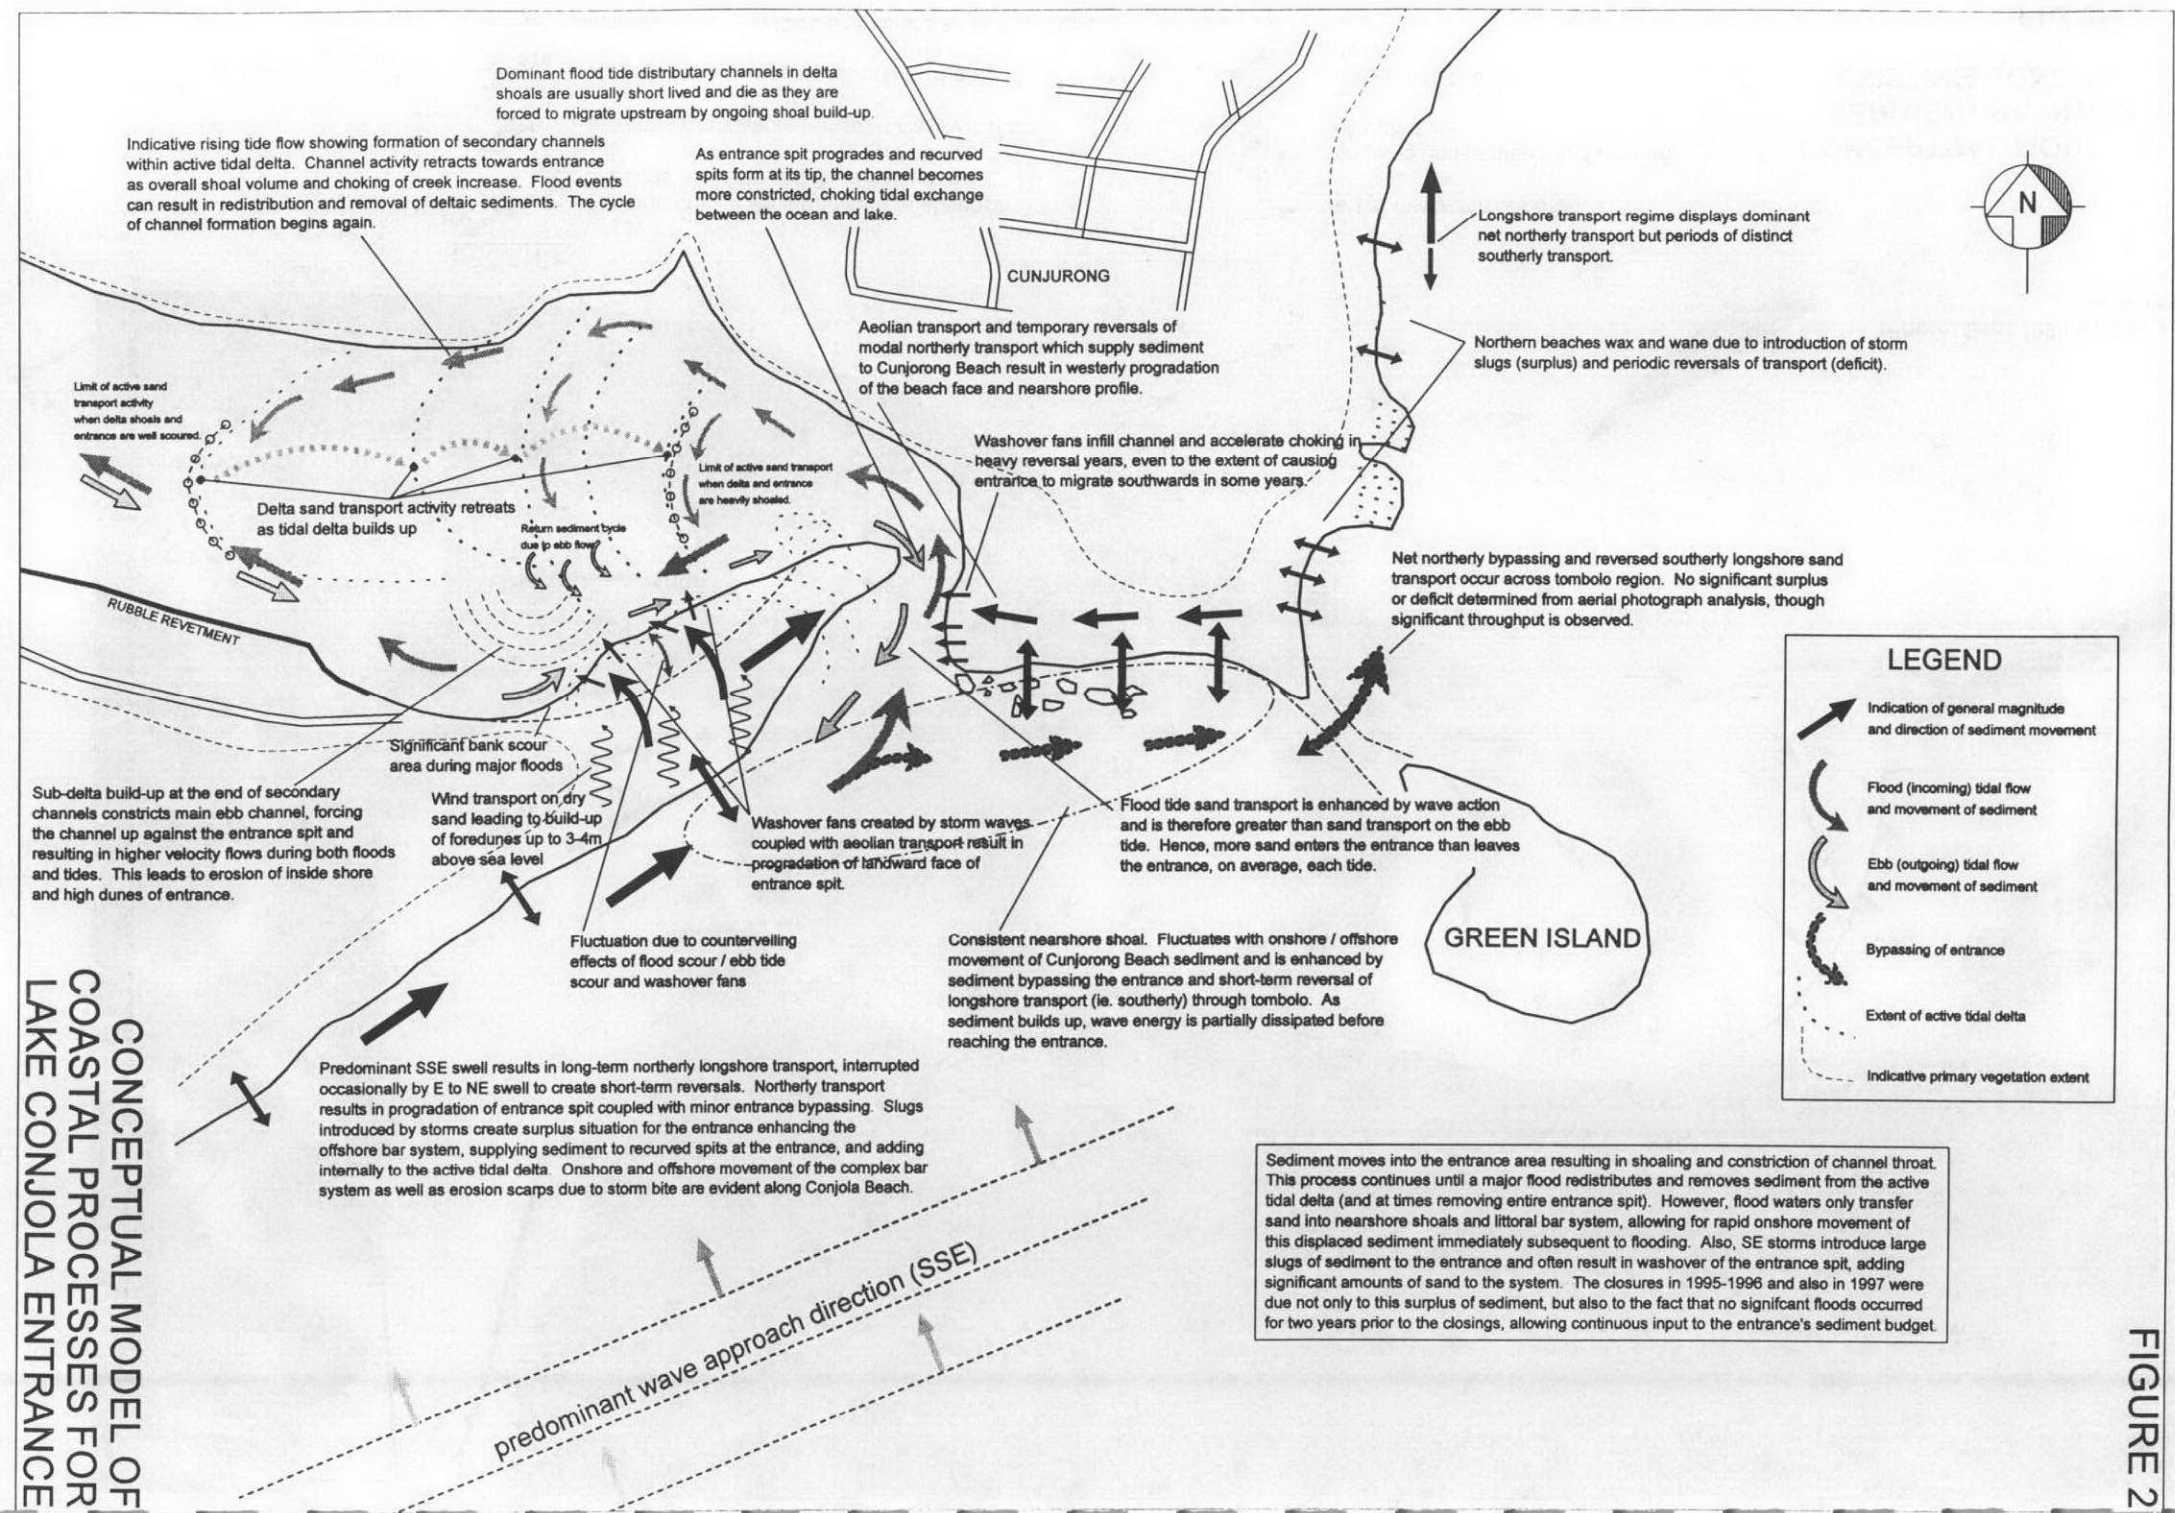 Dominant flood tide distributary channels in delta
shoals are usually short lived and die as they are
forced to migrate upstream by ongoing shoal build-up.
Indicative rising tide flow showing formation of secondary channels
within active tidal delta. Channel activity retracts towards entrance
as overall shoal volume and choking of creek increase. Flood events
can result in redistribution and removal of deltaic sediments. The cycle
of channel formation begins again.
As entrance spit progrades and recurved
spits form at its tip, the channel becomes
more constricted, choking tidal exchange
between the ocean and lake.
CUNJURONG
N
Longshore transport regime displays dominant
net northerly transport but periods of distinct
southerly transport.
Aeolian transport and temporary reversals of
modal northerly transport which supply sediment
to Cunjorong Beach result in westerly progradation
of the beach face and nearshore profile.
Northern beaches wax and wane due to introduction of storm
slugs (surplus) and periodic reversals of transport (deficit).
Limit of active sand
transport activity
when delta shoals and
entrance are well scoured.
Washover fans infill channel and accelerate choking in
heavy reversal years, even to the extent of causing
entrance to migrate southwards in some years.
Limit of active sand transport
when delta and entrance
are heavily shoaled.
Delta sand transport activity retreats
as tidal delta builds up
Return sediment bycle
due to ebb flow
Net northerly bypassing and reversed southerly longshore sand
transport occur across tombolo region. No significant surplus
or deficit determined from aerial photograph analysis, though
significant throughput is observed.
RUBBLE REVETMENT
LEGEND
Indication of general magnitude
and direction of sediment movement
Flood (incoming) tidal flow
and movement of sediment
Ebb (outgoing) tidal flow
and movement of sediment
Bypassing of entrance
Extent of active tidal delta
Indicative primary vegetation extent
Significant bank scour
area during major floods
Sub-delta build-up at the end of secondary
channels constricts main ebb channel, forcing
the channel up against the entrance spit and
resulting in higher velocity flows during both floods
and tides. This leads to erosion of inside shore
and high dunes of entrance.
Wind transport on dry
sand leading to build-up
of foredunes up to 3-4m
above sea level
Washover fans created by storm waves
coupled with aeolian transport result in
progradation of landward face of
entrance spit.
Flood tide sand transport is enhanced by wave action
and is therefore greater than sand transport on the ebb
tide. Hence, more sand enters the entrance than leaves
the entrance, on average, each tide.
Fluctuation due to counterveiling
effects of flood scour / ebb tide
scour and washover fans
Consistent nearshore shoal. Fluctuates with onshore / offshore
movement of Cunjorong Beach sediment and is enhanced by
sediment bypassing the entrance and short-term reversal of
longshore transport (ie. southerly) through tombolo. As
sediment builds up, wave energy is partially dissipated before
reaching the entrance.
GREEN ISLAND
Predominant SSE swell results in long-term northerly longshore transport, interrupted
occasionally by E to NE swell to create short-term reversals. Northerly transport
results in progradation of entrance spit coupled with minor entrance bypassing. Slugs
introduced by storms create surplus situation for the entrance enhancing the
offshore bar system, supplying sediment to recurved spits at the entrance, and adding
internally to the active tidal delta. Onshore and offshore movement of the complex bar
system as well as erosion scarps due to storm bite are evident along Conjola Beach.
predominant wave approach direction (SSE)
Sediment moves into the entrance area resulting in shoaling and constriction of channel throat.
This process continues until a major flood redistributes and removes sediment from the active
tidal delta (and at times removing entire entrance spit). However, flood waters only transfer
sand into nearshore shoals and littoral bar system, allowing for rapid onshore movement of
this displaced sediment immediately subsequent to flooding. Also, SE storms introduce large
slugs of sediment to the entrance and often result in washover of the entrance spit, adding
significant amounts of sand to the system. The closures in 1995-1996 and also in 1997 were
due not only to this surplus of sediment, but also to the fact that no signifcant floods occurred
for two years prior to the closings, allowing continuous input to the entrance's sediment budget.
CONCEPTUAL MODEL OF
COASTAL PROCESSES FOR
LAKE CONJOLA ENTRANCE
FIGURE 2